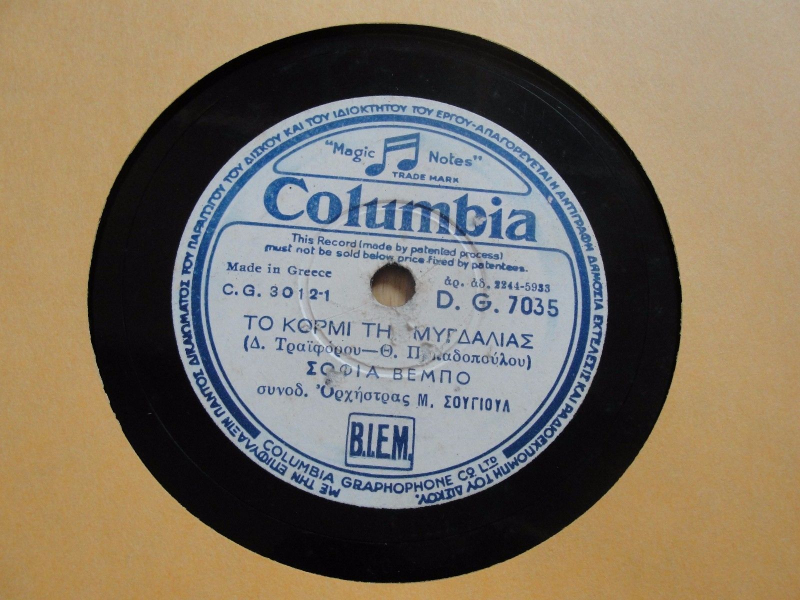 ΜΕ ΤΗΝ ΕΠΙΦΥΛΑΞΙΝ ΠΑΝΤΟΣ ΔΙΚΑΙΩΜΑΤΟΣ ΤΟΥ ΠΑΡΑΓΩΓΟΥ ΤΟΥ ΔΙΣΚΟΥ ΚΑΙ ΤΟΥ ΙΔΙΟΚΤΗΤΟΥ ΤΟΥ ΕΡΓΟΥ-ΑΠΑΓΟΡΕΥΕΤΑΙ Η ΑΝΤΙΓΡΑΦΗ ΔΗΜΟΣΙΑ ΕΚΤΕΛΕΣΙΣ ΚΑΙ ΡΑΔΙΟΕΚΠΟΜΠΗ ΤΟΥ ΔΙΣΚΟΥ.
"Magic Notes"
TRADE MARK
Columbia
This Record (made by patented process)
must not be sold below price fixed by patentees.
Made in Greece
ἀρ. ἀδ. 2244-5933
C.G. 3012-1
D. G. 7035
ΤΟ ΚΟΡΜΙ ΤΗ ΜΥΓΔΑΛΙΑΣ
(Δ. Τραϊφόρου—Θ. Π καδοπούλου)
ΣΟΦΙΑ ΒΕΜΠΟ
συνοδ. Ὀρχήστρας Μ. ΣΟΥΓΙΟΥΛ
B.I.E.M.
COLUMBIA GRAPHOPHONE Co LTD